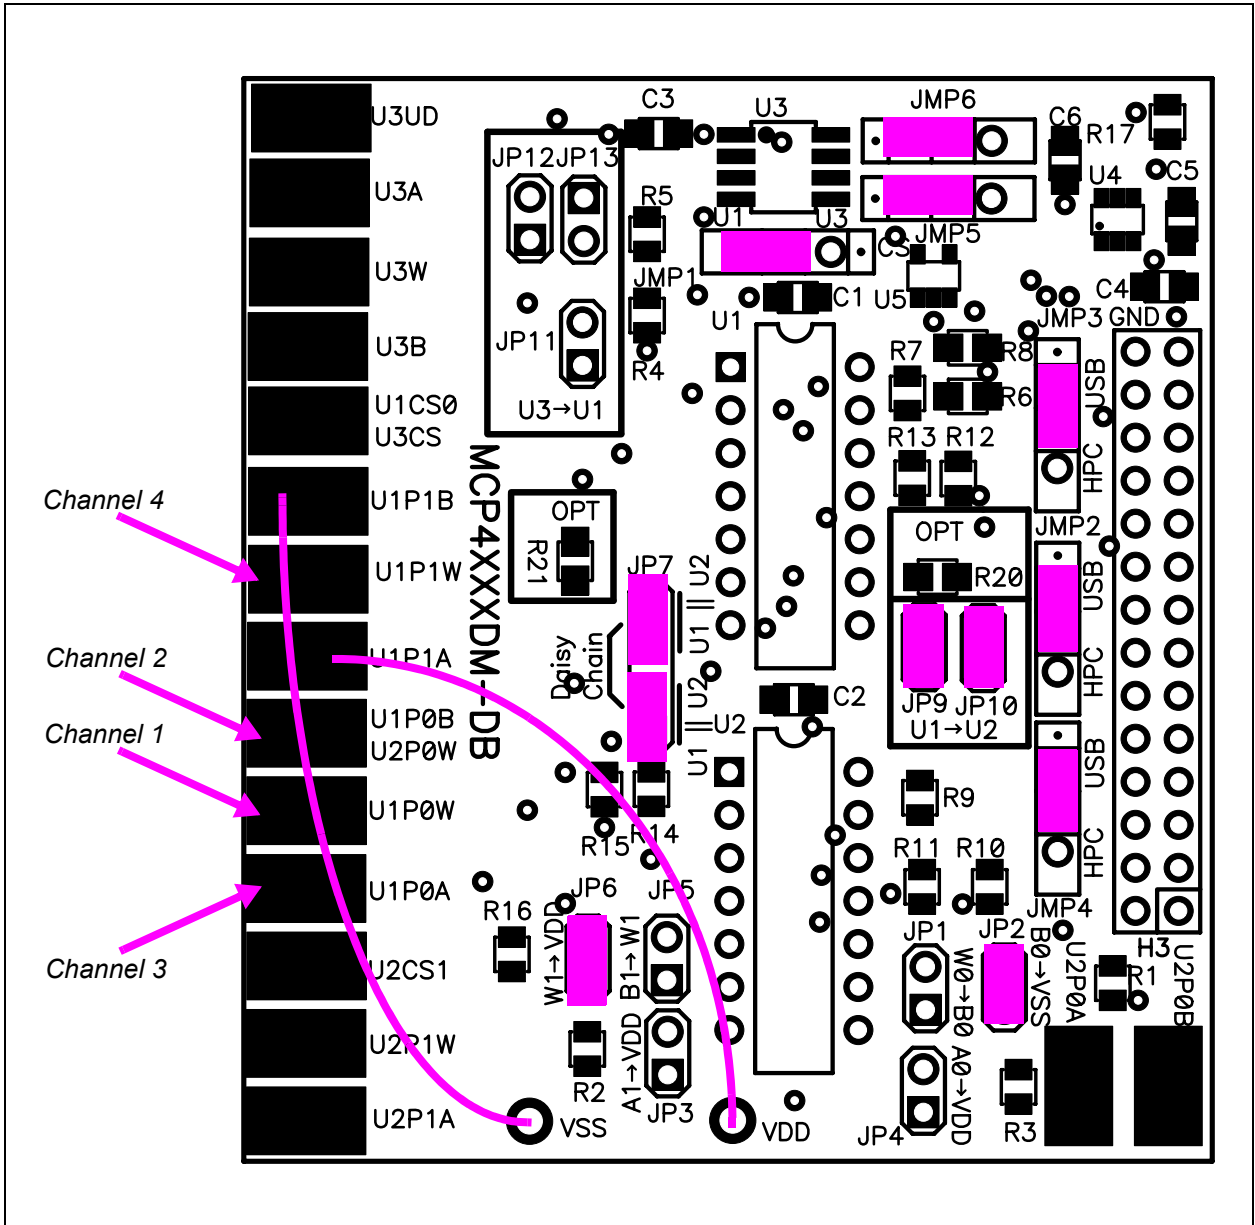 C3
U3
JMP6
C6
R17
U3UD
JP12
JP13
U4
C5
U3A
R5
U1
U3
CS
JMP5
U3W
JMP1
U5
C1
C4
U1
JMP3
GND
U3B
JP11
R4
R7
R8
USB
U1CS0
U3→U1
R6
U3CS
R13
R12
HPC
MCP4XXXDM-DB
Channel 4
U1P1B
OPT
OPT
JMP2
R21
JP7
U2
U1P1W
R20
USB
U1
Channel 2
U1P1A
Daisy
Chain
HPC
U2
C2
JP9
JP10
Channel 1
U1P0B
U2P0W
U2
U1
U1→U2
USB
U1P0W
R9
R15
R14
HPC
U1P0A
JP6
JP5
R11
R10
JMP4
R16
W1→VDD
B1→W1
JP1
W0→B0
JP2
B0→VSS
H3
Channel 3
U2CS1
U2P0A
R1
U2P0B
U2P1W
R2
A1→VDD
JP3
A0→VDD
JP4
R3
U2P1A
VSS
VDD